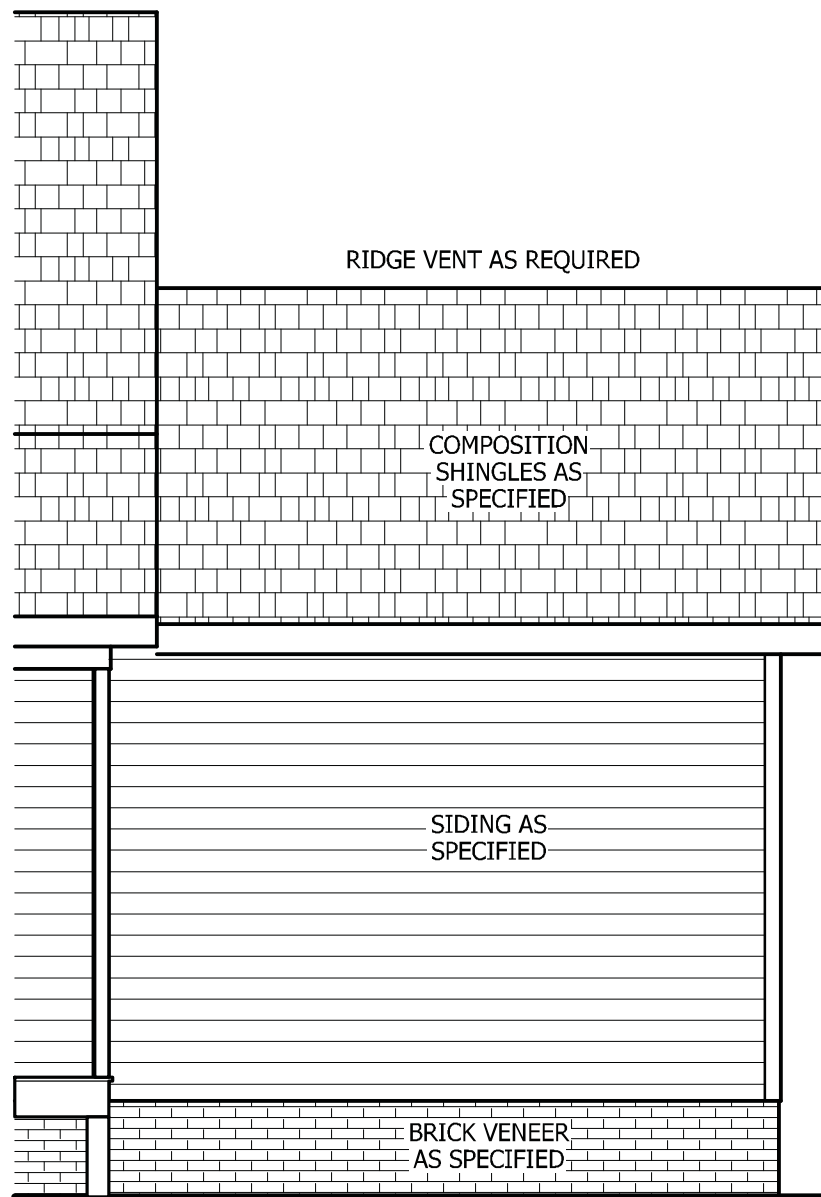 RIDGE VENT AS REQUIRED
COMPOSITION
SHINGLES AS
SPECIFIED
SIDING AS
SPECIFIED
BRICK VENEER
AS SPECIFIED